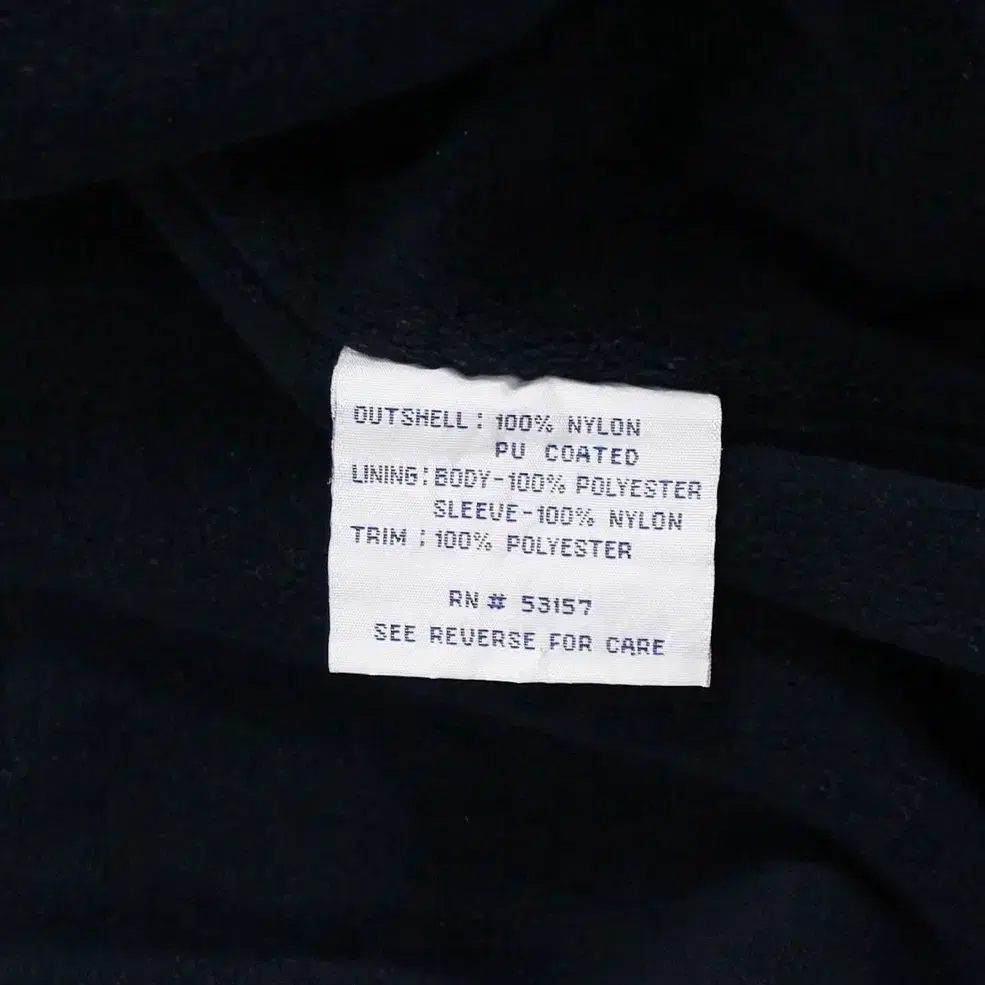 OUTSHELL: 100% NYLON
PU COATED
LINING: BODY-100% POLYESTER
SLEEVE-100% NYLON
TRIM : 100% POLYESTER
RN # 53157
SEE REVERSE FOR CARE